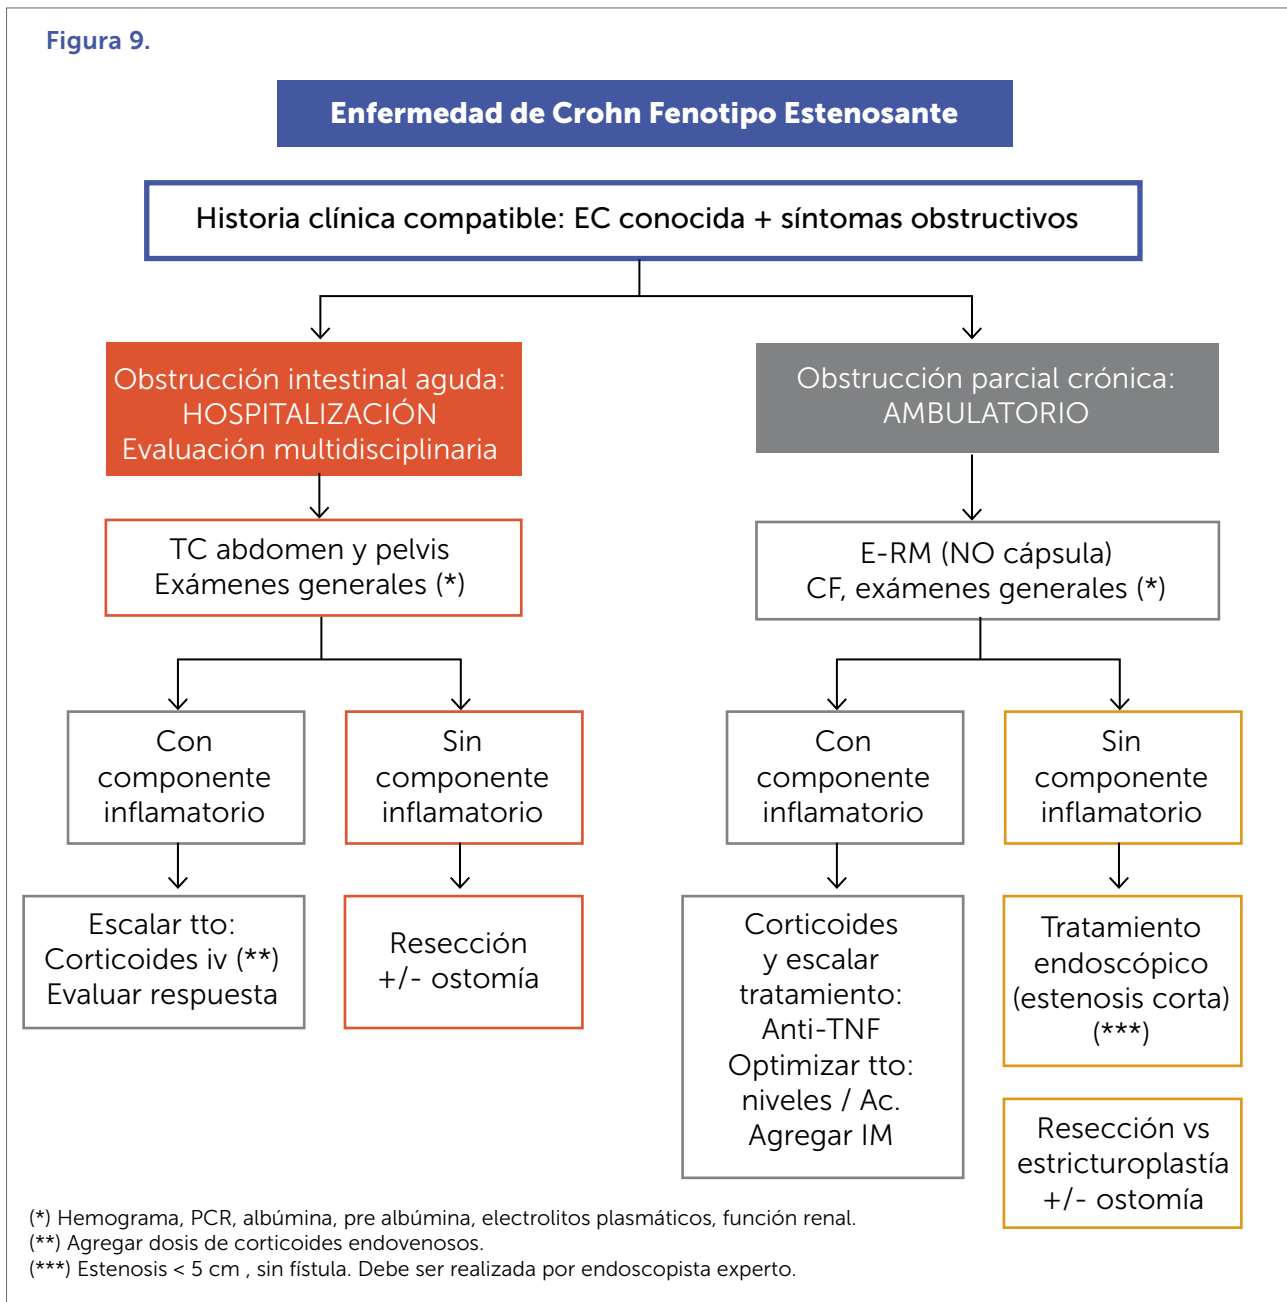 Figura 9.
Enfermedad de Crohn Fenotipo Estenosante
Historia clínica compatible: EC conocida + síntomas obstructivos
Obstrucción intestinal aguda:
HOSPITALIZACIÓN
Evaluación multidisciplinaria
Obstrucción parcial crónica:
AMBULATORIO
TC abdomen y pelvis
Exámenes generales (*)
E-RM (NO cápsula)
CF, exámenes generales (*)
Con
componente
inflamatorio
Sin
componente
inflamatorio
Con
componente
inflamatorio
Sin
componente
inflamatorio
Escalar tto:
Corticoides iv (**)
Evaluar respuesta
Resección
+/- ostomía
Corticoides
y escalar
tratamiento:
Anti-TNF
Optimizar tto:
niveles / Ac.
Agregar IM
Tratamiento
endoscópico
(estenosis corta)
(***)
Resección vs
estricturoplastía
+/- ostomía
(*) Hemograma, PCR, albúmina, pre albúmina, electrolitos plasmáticos, función renal.
(**) Agregar dosis de corticoides endovenosos.
(***) Estenosis < 5 cm , sin fístula. Debe ser realizada por endoscopista experto.